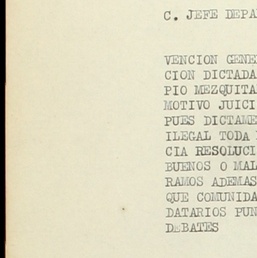 C. JEFE DEPA
VENCION GENE
CION DICTADA
PIO MEZQUITA
MOTIVO JUICI
PUES DICTAME
ILEGAL TODA
CIA RESOLUCI
BUENOS O MAL
RAMOS ADEMAS
QUE COMUNIDA
DATARIOS PUN
DEBATES